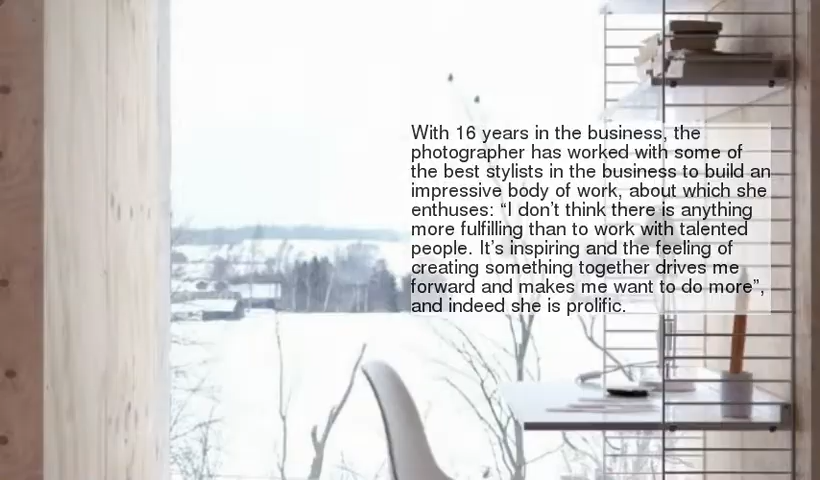 With 16 years in the business, the
photographer has worked with some of
the best stylists in the business to build an
impressive body of work, about which she
enthuses: “I don’t think there is anything
more fulfilling than to work with talented
people. It’s inspiring and the feeling of
creating something together drives me
forward and makes me want to do more”,
and indeed she is prolific.